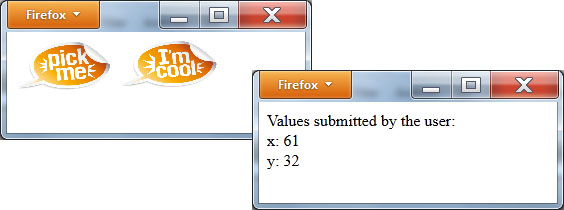 Firefox
pick
me
I'm
cool
Firefox
Values submitted by the user:
x: 61
y: 32